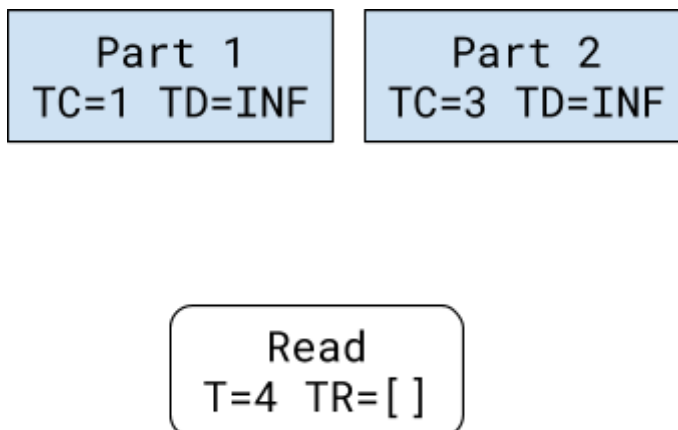 Part 1
TC=1 TD=INF
Part 2
TC=3 TD=INF
Read
T=4 TR=[]